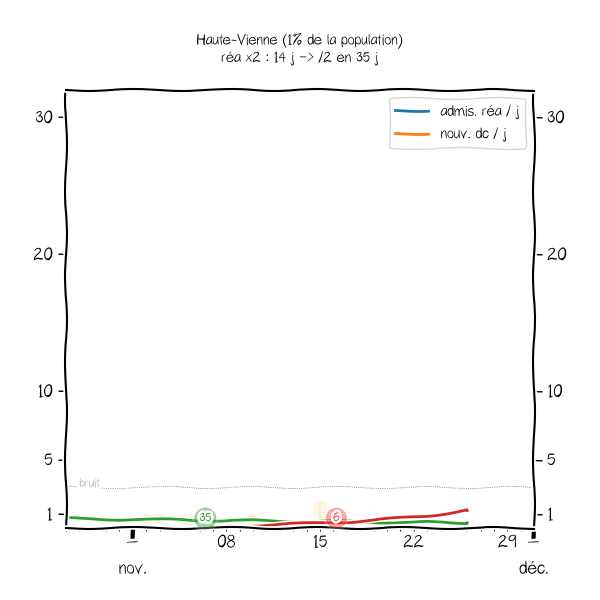 Haute-Vienne (1% de la population)
réa x2 : 14 j -> /2 en 35 j
admis. réa / j
nouv. dc / j
30
30
20
20
10
10
5
5
bruit
1
35
6
1
08
15
22
29
nov.
déc.